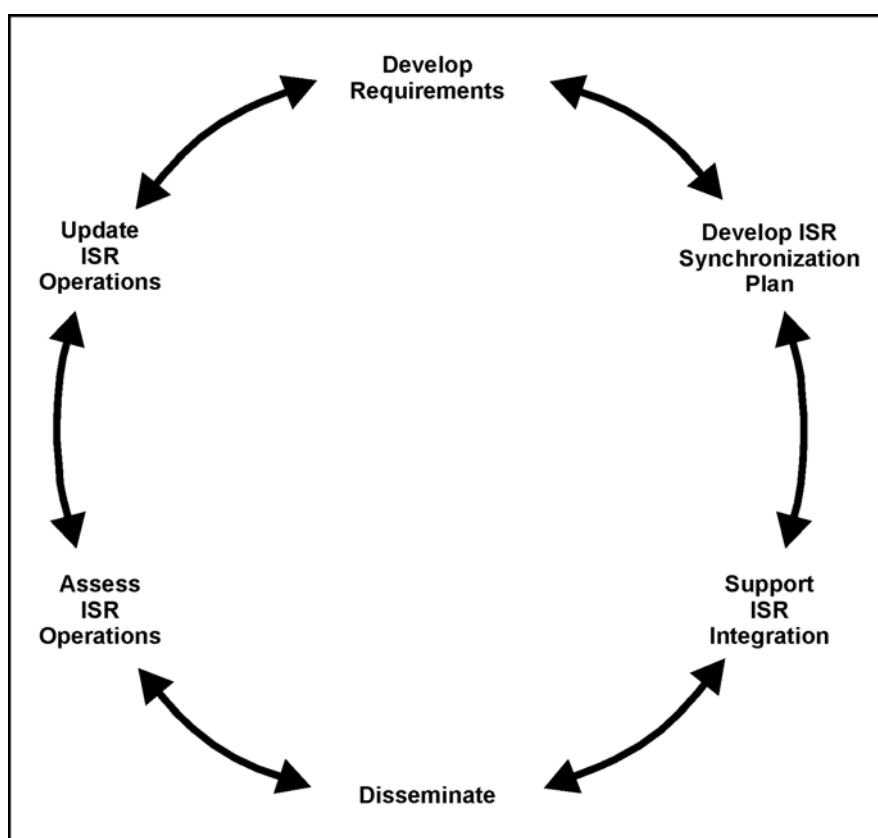 Develop
Requirements
Develop ISR
Synchronization
Plan
Support
ISR
Integration
Disseminate
Assess
ISR
Operations
Update
ISR
Operations